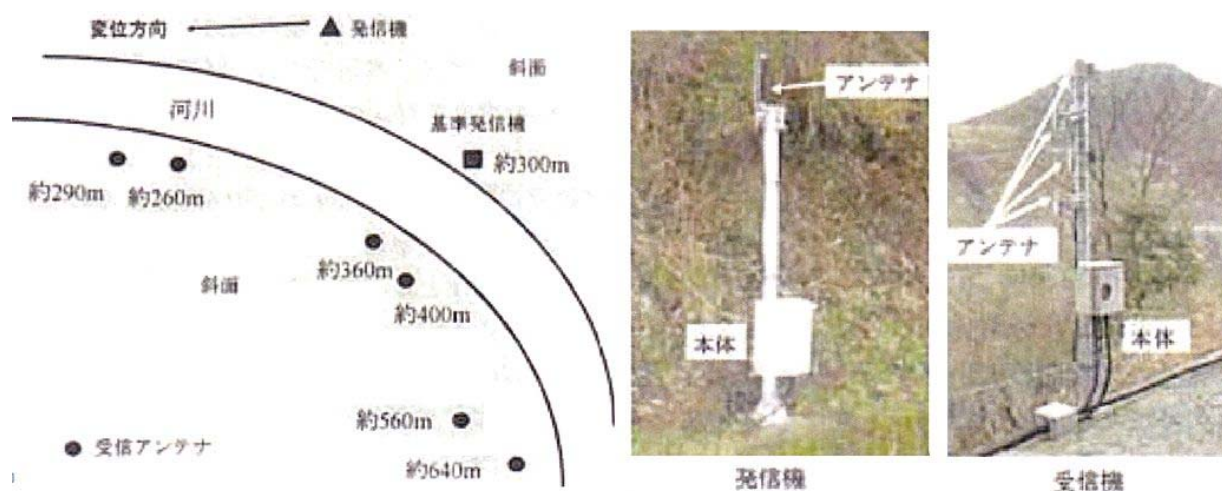 変位方向
発信機
斜面
河川
基準発信機
約300m
約290m
約260m
約360m
斜面
約400m
約560m
受信アンテナ
約640m
アンテナ
本体
発信機
アンテナ
本体
受信機